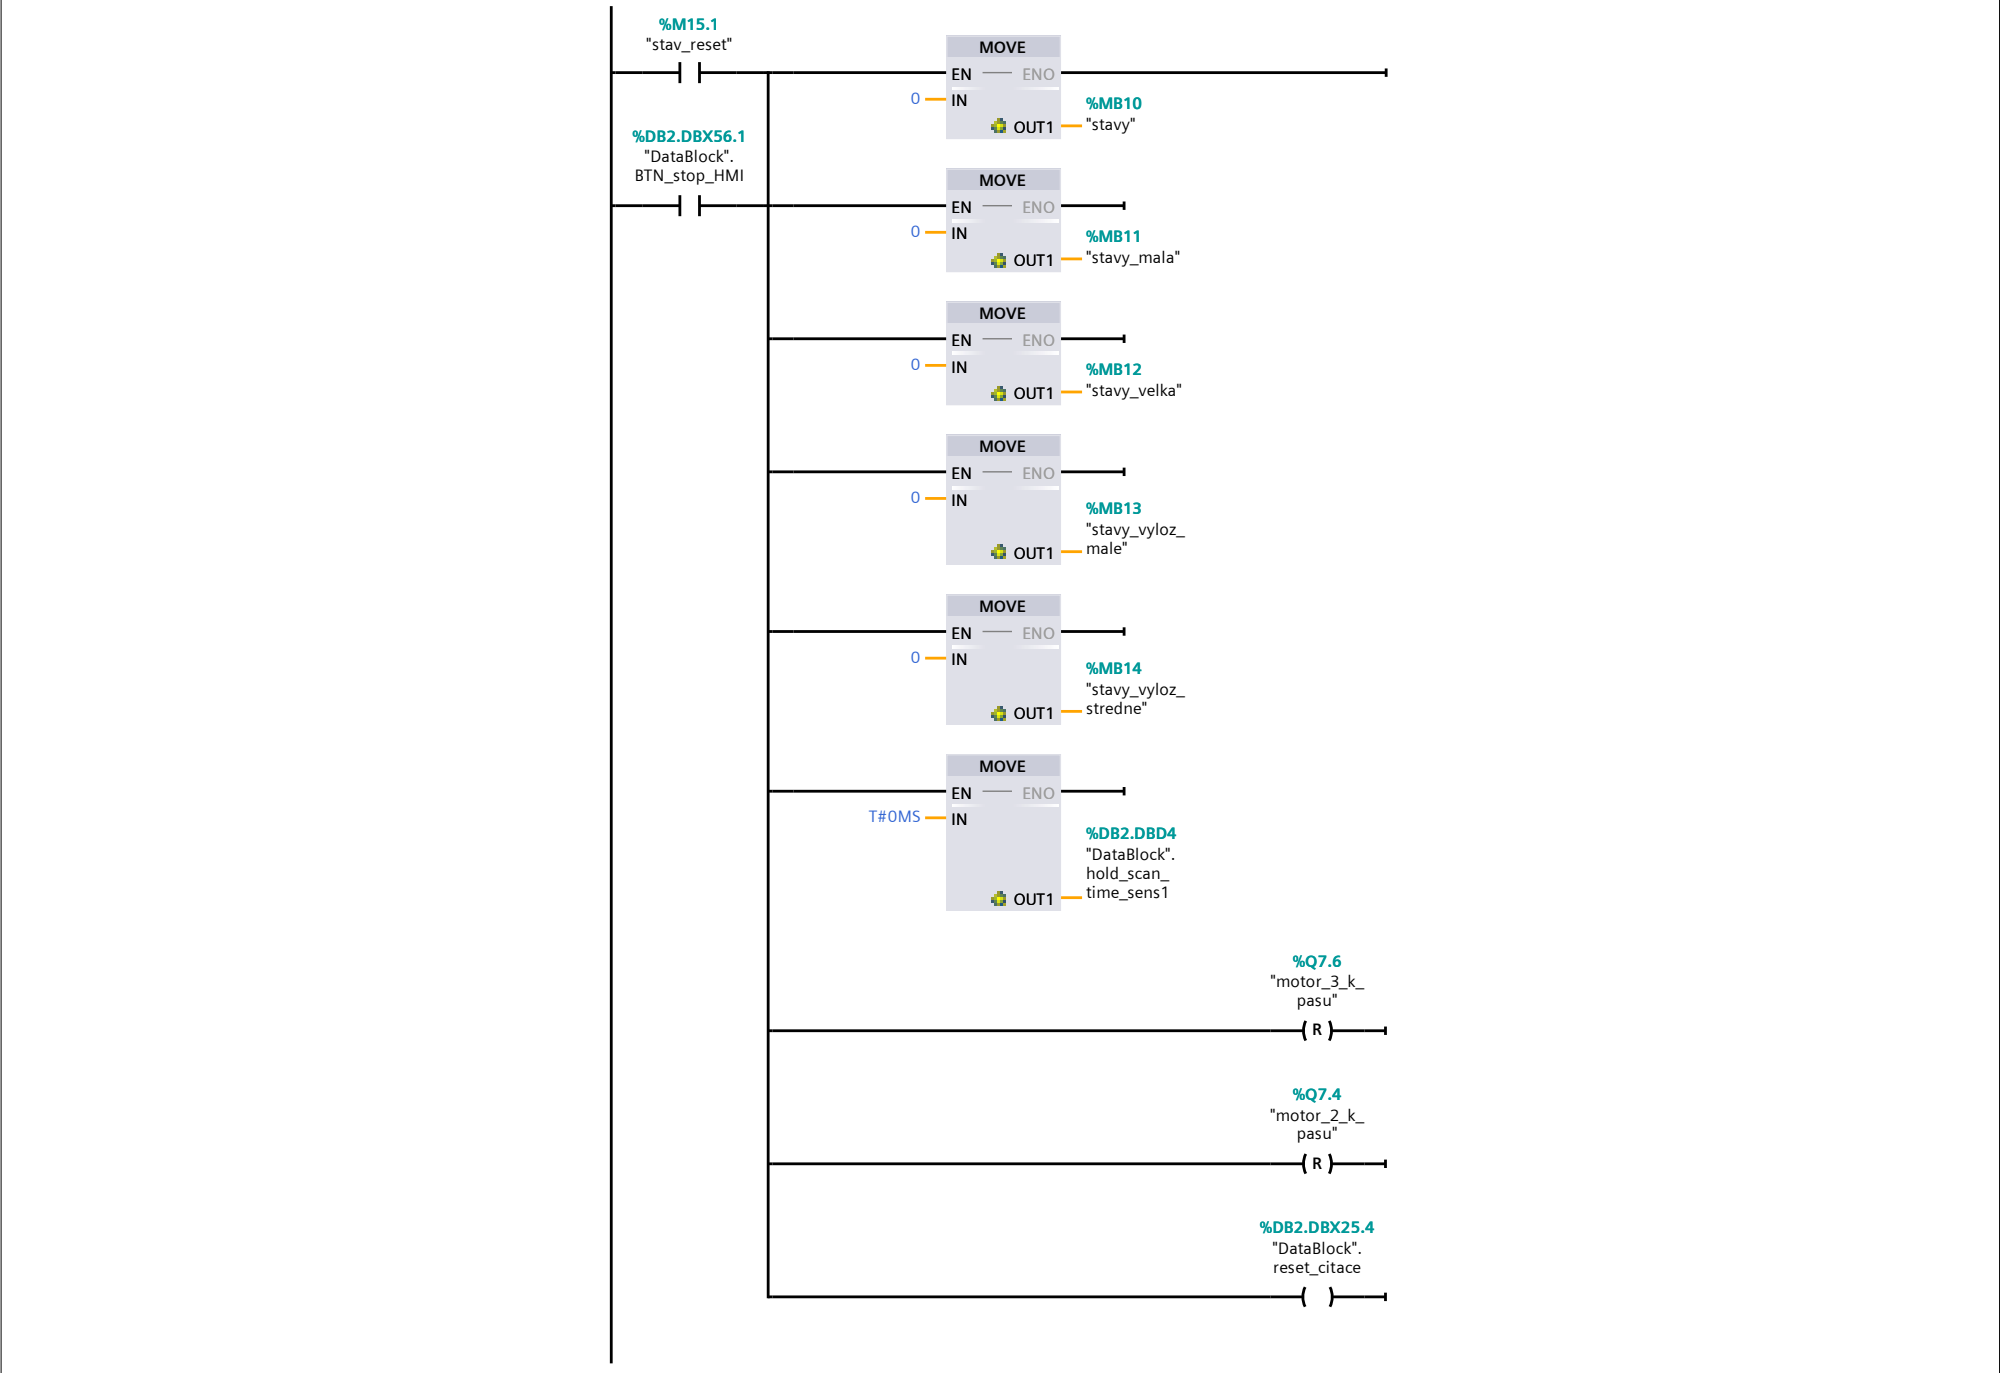 %M15.1
"stav_reset"
MOVE
EN
ENO
0
IN
%MB10
OUT1
"stavy"
%DB2.DBX56.1
"DataBlock".
BTN_stop_HMI
MOVE
EN
ENO
0
IN
%MB11
OUT1
"stavy_mala"
MOVE
EN
ENO
0
IN
%MB12
OUT1
"stavy_velka"
MOVE
EN
ENO
0
IN
%MB13
"stavy_vyloz_
male"
OUT1
MOVE
EN
ENO
0
IN
%MB14
"stavy_vyloz_
stredne"
OUT1
MOVE
EN
ENO
T#0MS
IN
%DB2.DBD4
"DataBlock".
hold_scan_
time_sens1
OUT1
%Q7.6
"motor_3_k_
pasu"
R
%Q7.4
"motor_2_k_
pasu"
R
%DB2.DBX25.4
"DataBlock".
reset_citace